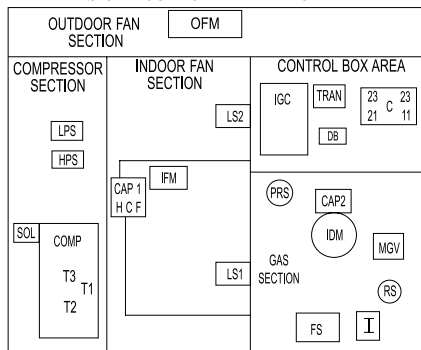 OUTDOOR FAN
SECTION
OFM
COMPRESSOR
SECTION
LPS
HPS
SOL
COMP
T3
T1
T2
INDOOR FAN
SECTION
LS2
IFM
CAP 1
H C F
LS1
CONTROL BOX AREA
IGC
TRAN
DB
23 23
C
21 11
PRS
CAP2
IDM
MGV
GAS
SECTION
RS
FS
I